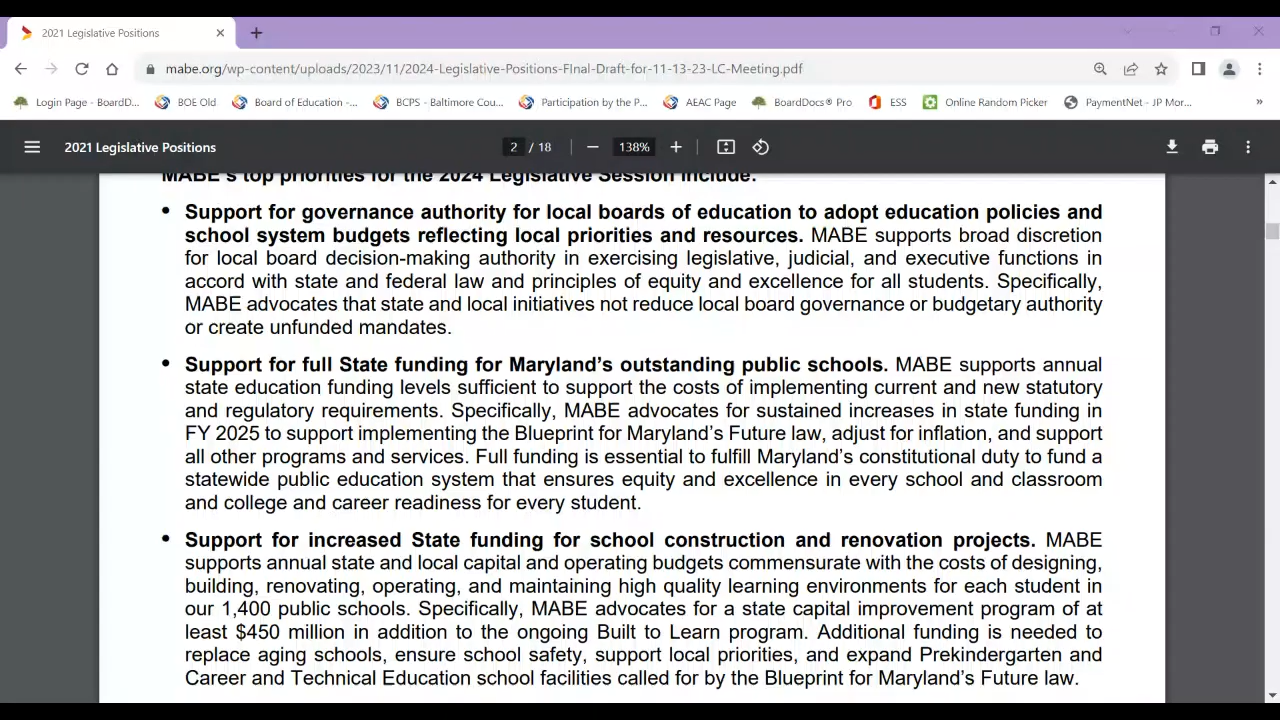 2021 Legislative Positions
mabe.org/wp-content/uploads/2023/11/2024-Legislative-Positions-FInal-Draft-for-11-13-23-LC-Meeting.pdf
Login Page - BoardD... BOE Old Board of Education -... BCPS - Baltimore Cou... Participation by the P... AEAC Page BoardDocs® Pro ESS Online Random Picker PaymentNet - JP Mor... »
2021 Legislative Positions 2 / 18 138%
MABE's top priorities for the 2024 Legislative Session include:
• Support for governance authority for local boards of education to adopt education policies and
school system budgets reflecting local priorities and resources. MABE supports broad discretion
for local board decision-making authority in exercising legislative, judicial, and executive functions in
accord with state and federal law and principles of equity and excellence for all students. Specifically,
MABE advocates that state and local initiatives not reduce local board governance or budgetary authority
or create unfunded mandates.
• Support for full State funding for Maryland's outstanding public schools. MABE supports annual
state education funding levels sufficient to support the costs of implementing current and new statutory
and regulatory requirements. Specifically, MABE advocates for sustained increases in state funding in
FY 2025 to support implementing the Blueprint for Maryland's Future law, adjust for inflation, and support
all other programs and services. Full funding is essential to fulfill Maryland's constitutional duty to fund a
statewide public education system that ensures equity and excellence in every school and classroom
and college and career readiness for every student.
• Support for increased State funding for school construction and renovation projects. MABE
supports annual state and local capital and operating budgets commensurate with the costs of designing,
building, renovating, operating, and maintaining high quality learning environments for each student in
our 1,400 public schools. Specifically, MABE advocates for a state capital improvement program of at
least $450 million in addition to the ongoing Built to Learn program. Additional funding is needed to
replace aging schools, ensure school safety, support local priorities, and expand Prekindergarten and
Career and Technical Education school facilities called for by the Blueprint for Maryland's Future law.